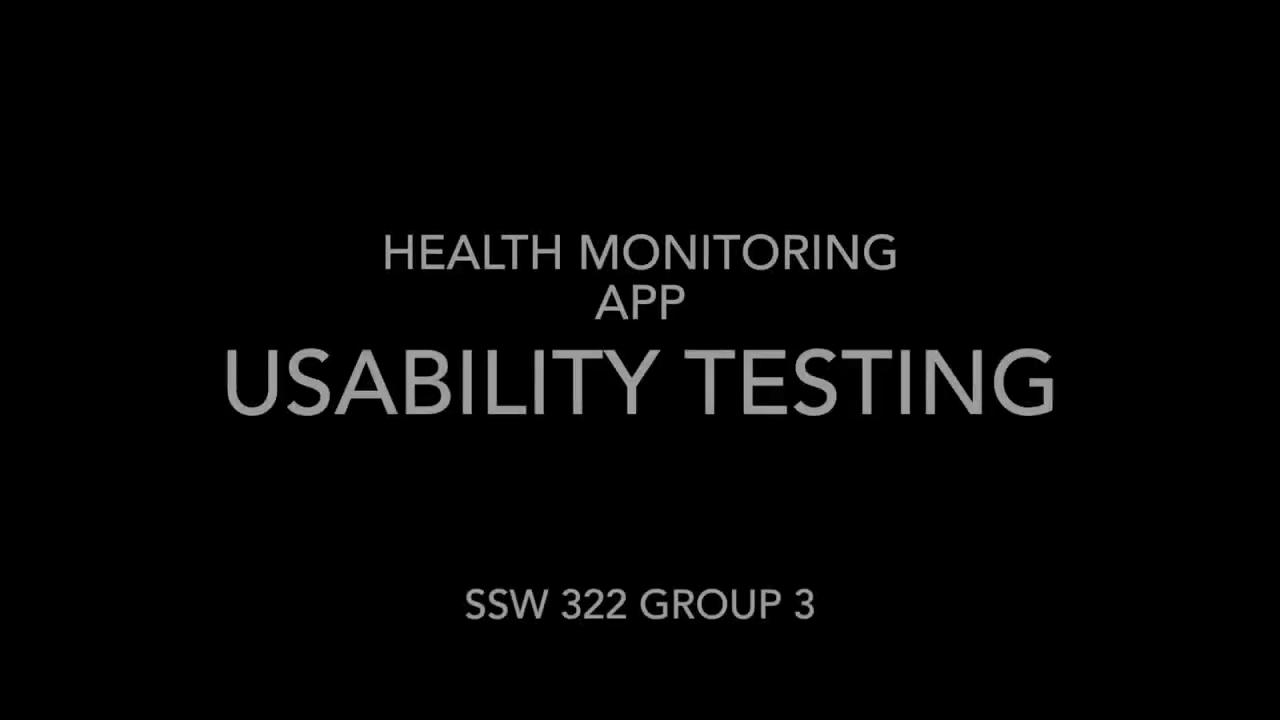 HEALTH MONITORING
APP
USABILITY TESTING
SSW 322 GROUP 3